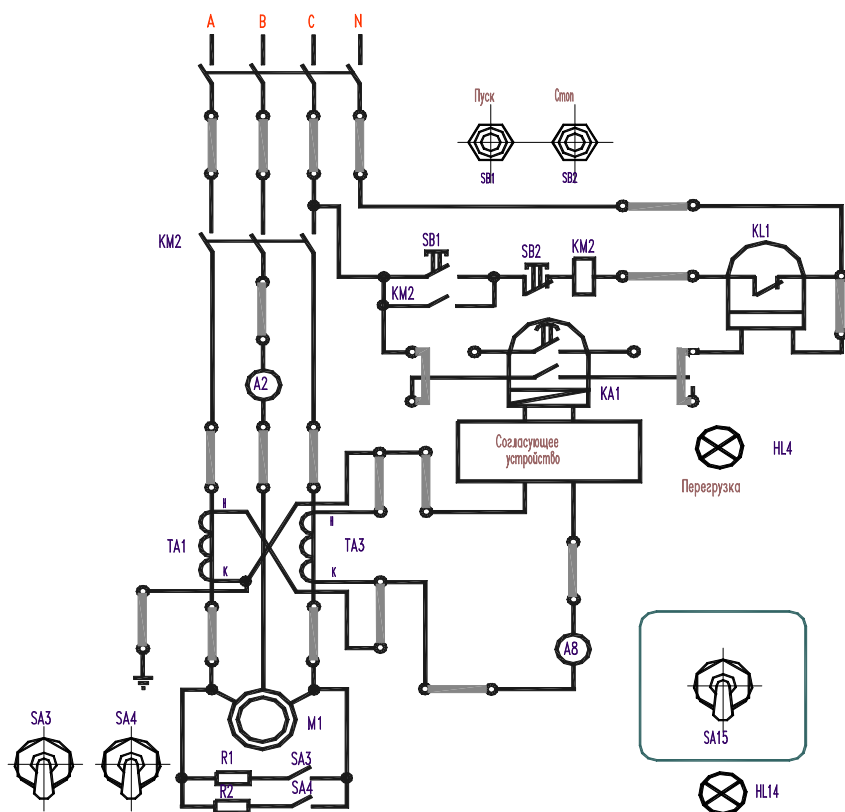 A B C N
Пуск Стоп
SB1 SB2
KM2 SB1 SB2 KM2 KL1
KM2
A2 KA1
Согласующее
устройство
HL4
Перегрузка
H
H
TA1 TA3
K K
A8
SA3 SA4 M1 SA15
R1 SA3
R2 SA4
HL14